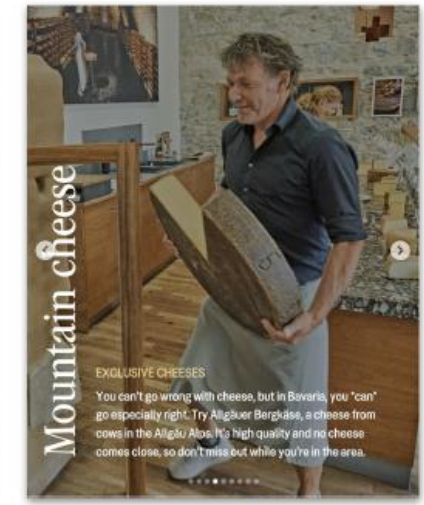 Mountain cheese
EXCLUSIVE CHEESES
You can't go wrong with cheese, but in Bavaria, you "can"
go especially right. Try Allgäuer Bergkäse, a cheese from
cows in the Allgäu Alps. It's high quality and no cheese
comes close, so don't miss out while you're in the area.